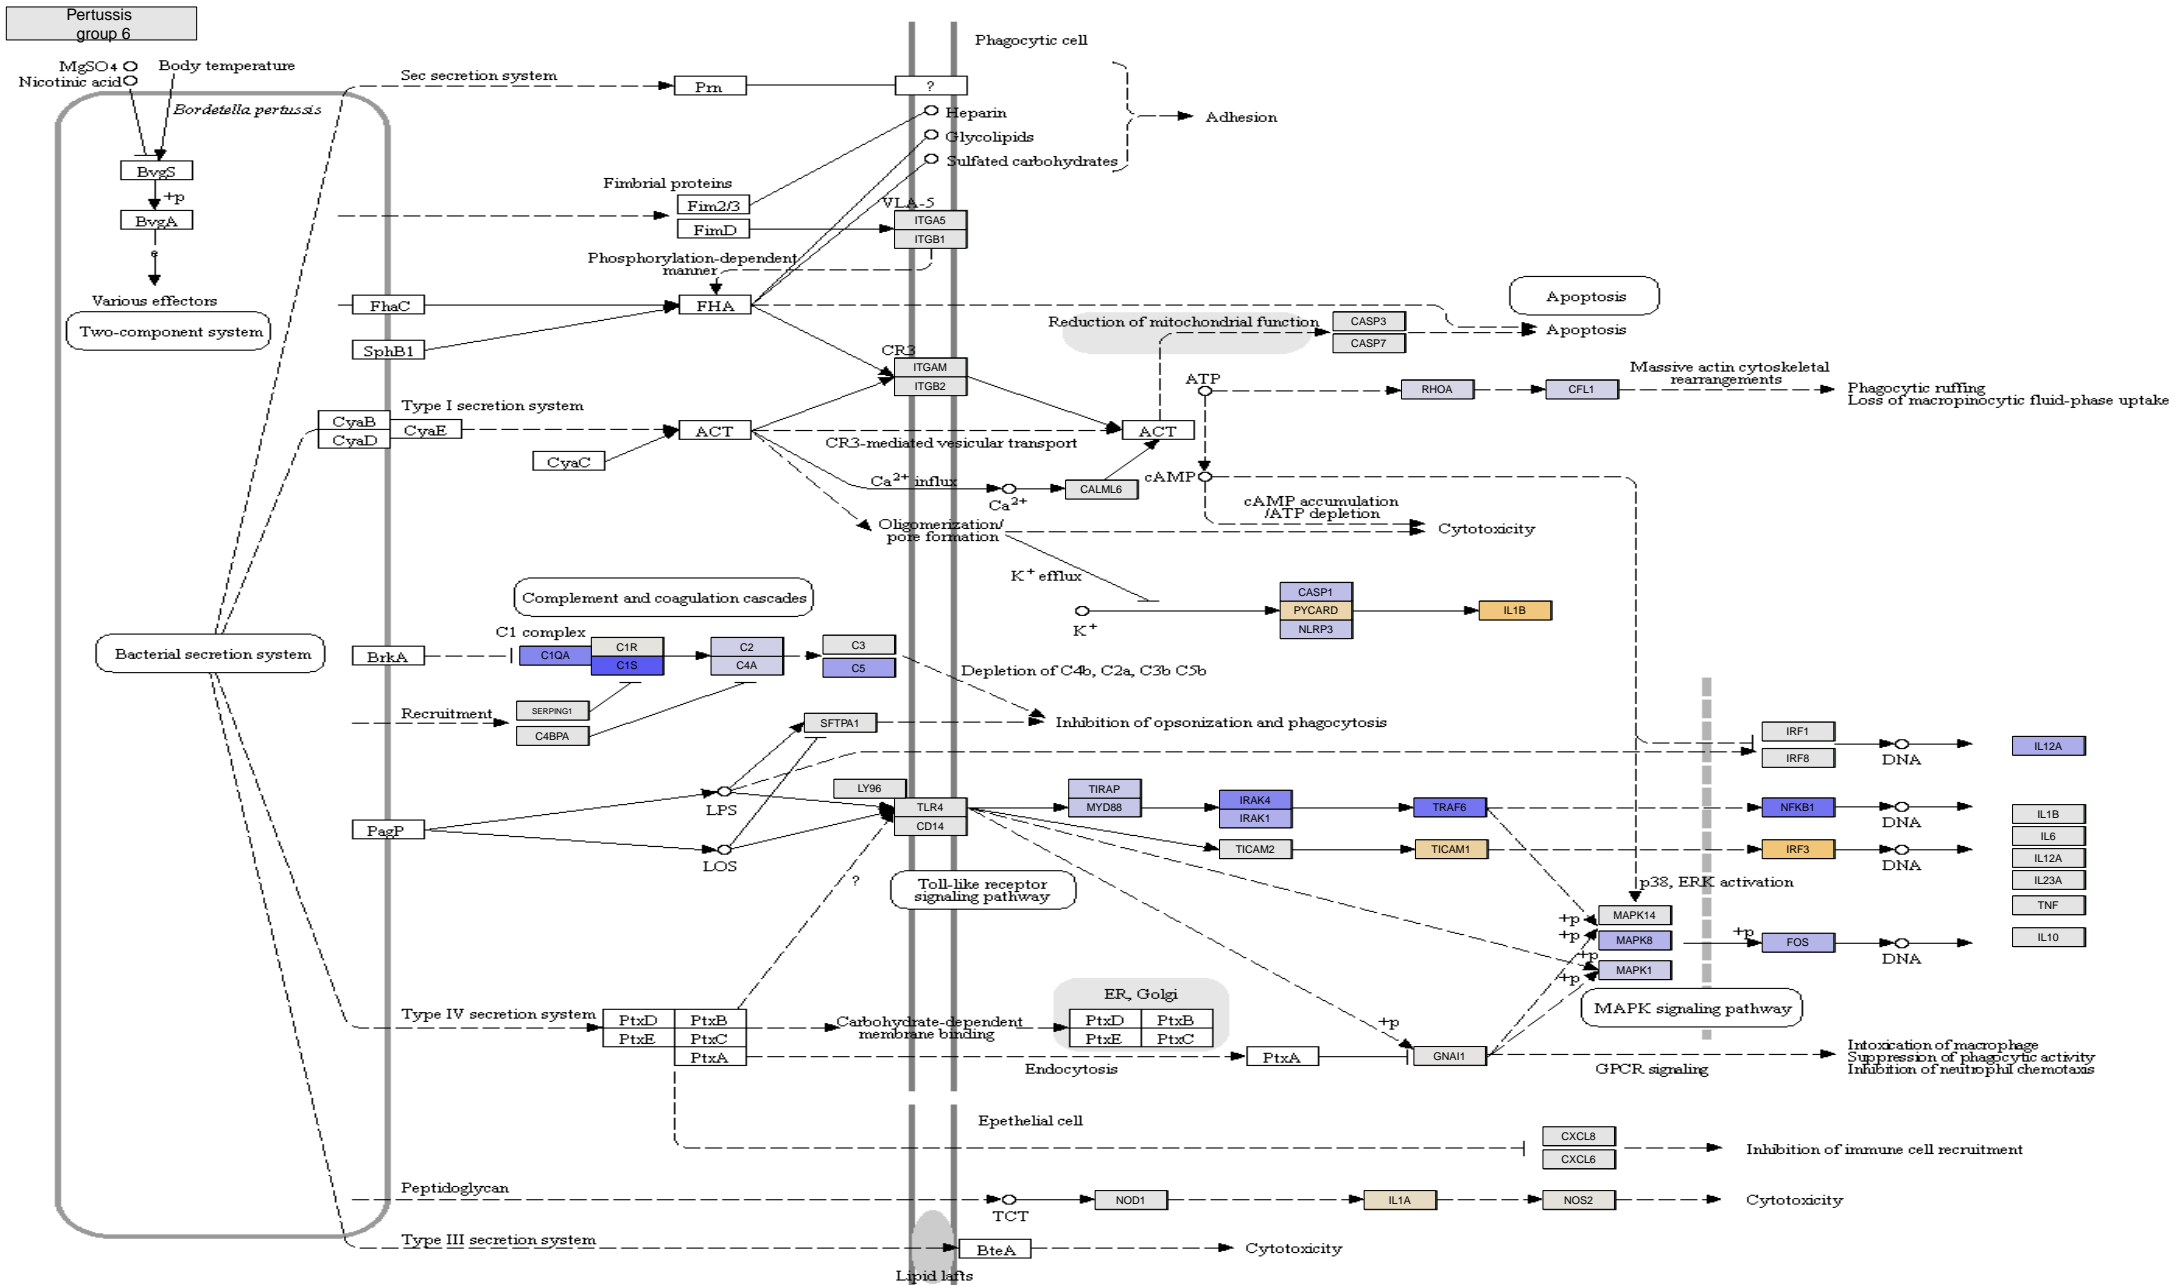 Pertussis
group 6
MgSO4
Nicotinic acid
Body temperature
Bordetella pertussis
BvgS
+p
BvgA
e
Various effectors
Two-component system
Bacterial secretion system
Sec secretion system
Prn
?
Phagocytic cell
Heparin
Glycolipids
Sulfated carbohydrates
Adhesion
Fimbrial proteins
Fim2/3
FimD
VLA-5
ITGA5
ITGB1
Phosphorylation-dependent
manner
FhaC
FHA
SphB1
CR3
ITGAM
ITGB2
Reduction of mitochondrial function
CASP3
CASP7
Apoptosis
Apoptosis
Type I secretion system
CyaB
CyaD
CyaE
CyaC
ACT
CR3-mediated vesicular transport
ACT
ATP
RHOA
CFL1
Massive actin cytoskeletal
rearrangements
Phagocytic ruffing
Loss of macropinocytic fluid-phase uptake
Ca2+ influx
Ca2+
CALML6
cAMP
cAMP accumulation
/ATP depletion
Cytotoxicity
Oligomerization/
pore formation
K+ efflux
K+
CASP1
PYCARD
NLRP3
IL1B
Complement and coagulation cascades
C1 complex
BrkA
C1QA
C1R
C1S
C2
C4A
C3
C5
Depletion of C4b, C2a, C3b C5b
Recruitment
SERPING1
C4BPA
SFTPA1
Inhibition of opsonization and phagocytosis
IRF1
IRF8
DNA
IL12A
PagP
LPS
LOS
LY96
TLR4
CD14
TIRAP
MYD88
IRAK4
IRAK1
TRAF6
NFKB1
DNA
TICAM2
TICAM1
IRF3
DNA
IL1B
IL6
IL12A
IL23A
TNF
IL10
?
Toll-like receptor
signaling pathway
p38, ERK activation
+p
MAPK14
+p
MAPK8
+p
+p
MAPK1
+p
FOS
DNA
MAPK signaling pathway
Type IV secretion system
PtxD
PtxB
PtxE
PtxC
PtxA
Carbohydrate-dependent
membrane binding
ER, Golgi
PtxD
PtxB
PtxE
PtxC
Endocytosis
PtxA
+p
GNAI1
GPCR signaling
Intoxication of macrophage
Suppression of phagocytic activity
Inhibition of neutrophil chemotaxis
Epethelial cell
CXCL8
CXCL6
Inhibition of immune cell recruitment
Peptidoglycan
TCT
NOD1
IL1A
NOS2
Cytotoxicity
Type III secretion system
BteA
Cytotoxicity
Lipid lafts